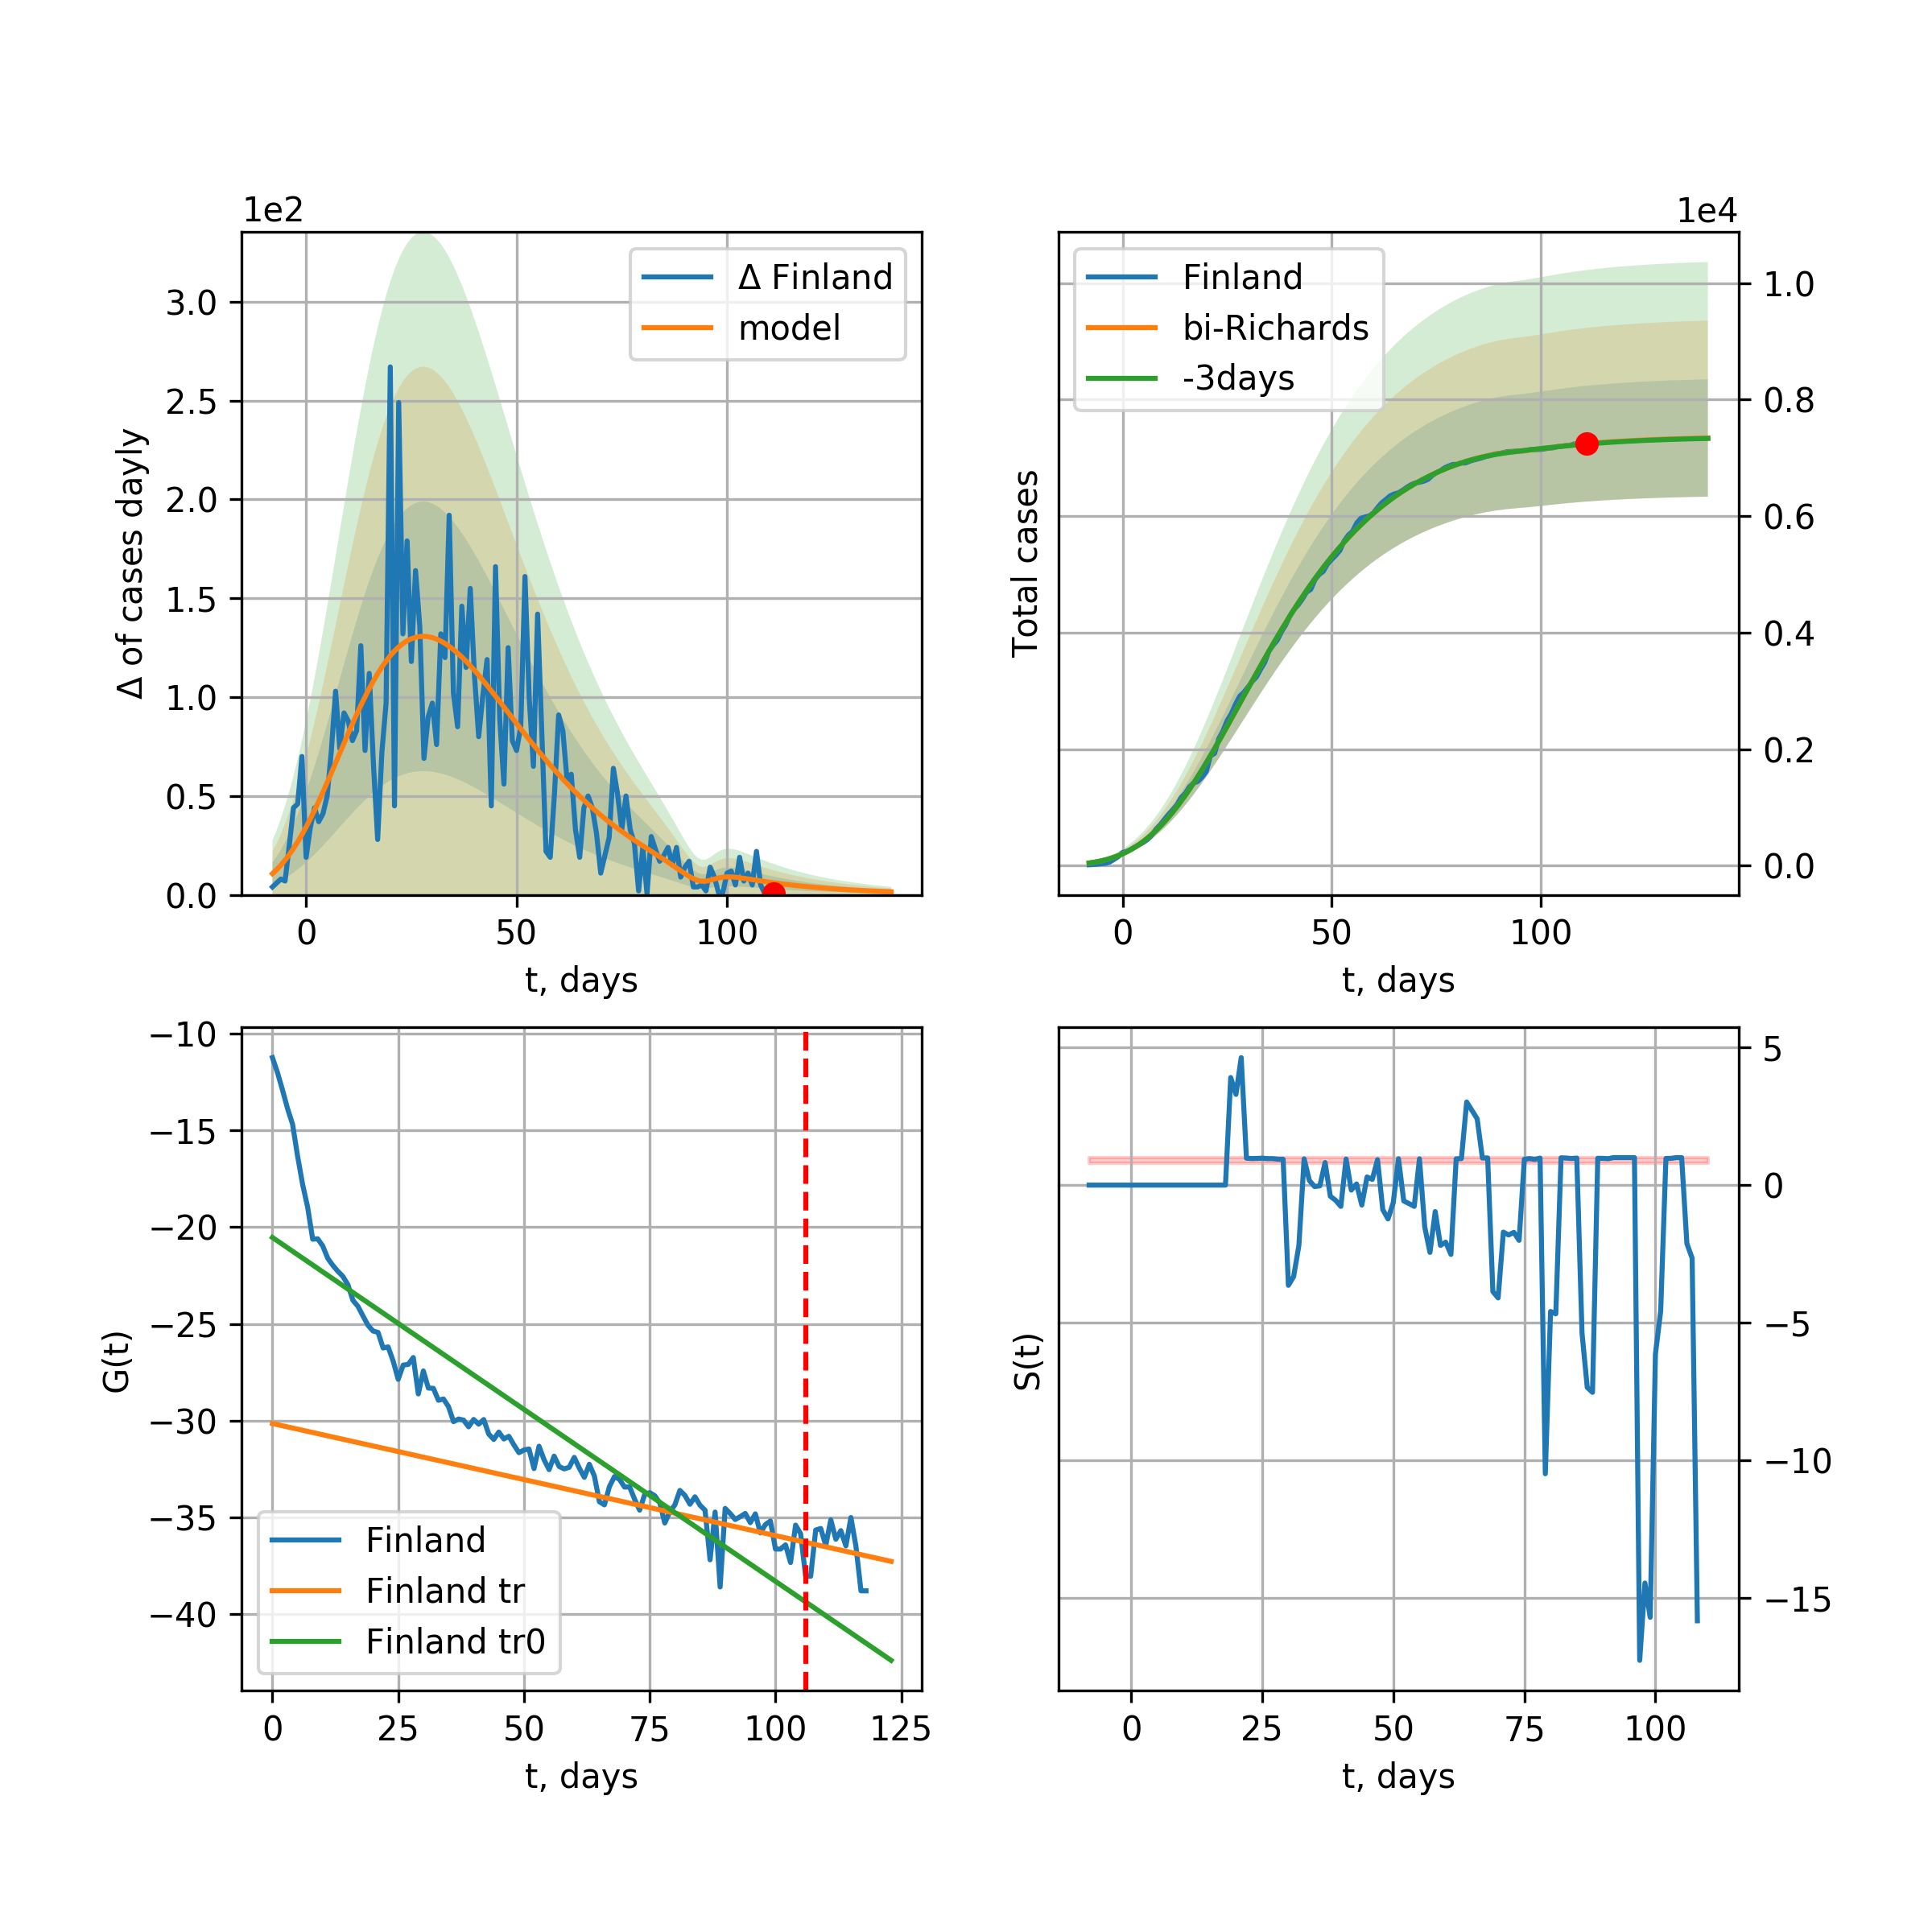 1e2
Δ Finland
model
3.0
2.5
2.0
1.5
1.0
0.5
0.0
Δ of cases dayly
0
50
100
t, days
1e4
Finland
bi-Richards
-3days
1.0
0.8
0.6
0.4
0.2
0.0
Total cases
0
50
100
t, days
−10
−15
−20
−25
−30
−35
−40
G(t)
Finland
Finland tr
Finland tr0
0
25
50
75
100
125
t, days
5
0
−5
−10
−15
S(t)
0
25
50
75
100
t, days